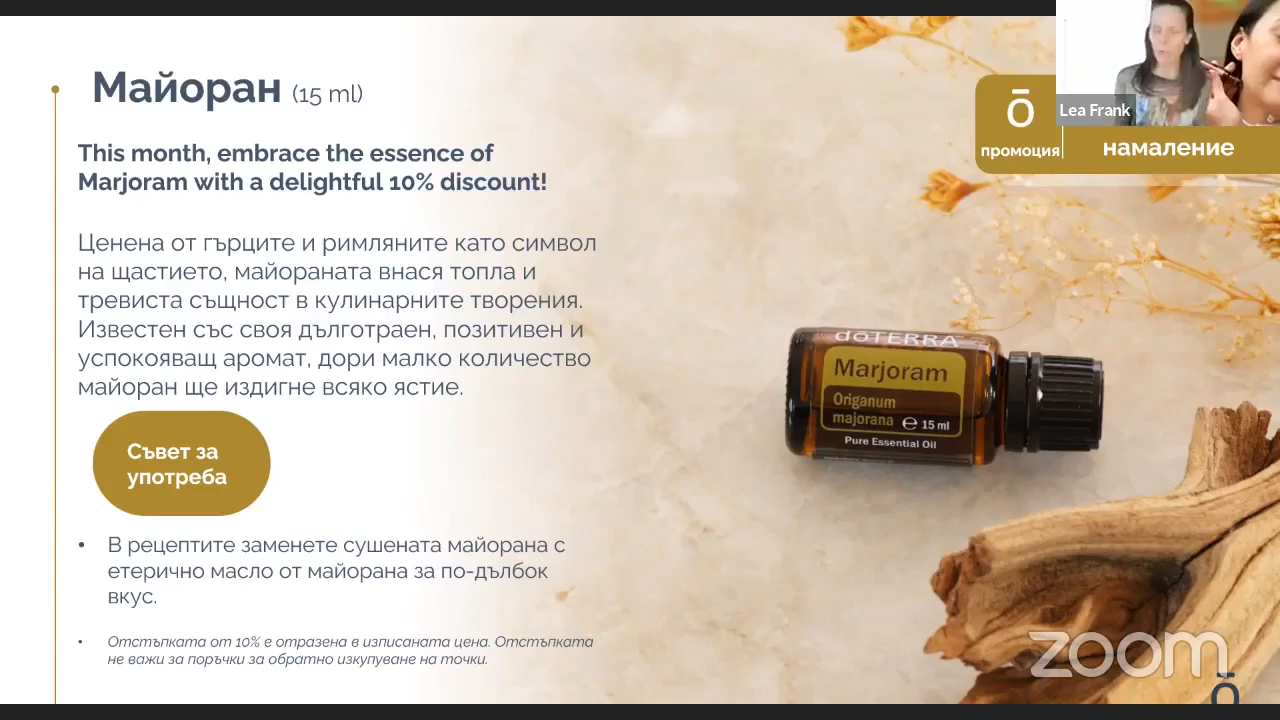 Майоран (15 ml)
This month, embrace the essence of
Marjoram with a delightful 10% discount!
Ценена от гърците и римляните като символ
на щастието, майораната внася топла и
тревиста същност в кулинарните творения.
Известен със своя дълготраен, позитивен и
успокояващ аромат, дори малко количество
майоран ще издигне всяко ястие.
Съвет за
употреба
• В рецептите заменете сушената майорана с
етерично масло от майорана за по-дълбок
вкус.
• Отстъпката от 10% е отразена в изписаната цена. Отстъпката
не важи за поръчки за обратно изкупуване на точки.
Lea Frank
промоция
намаление
dōTERRA
Marjoram
Origanum
majorana ℮ 15 ml
Pure Essential Oil
zoom